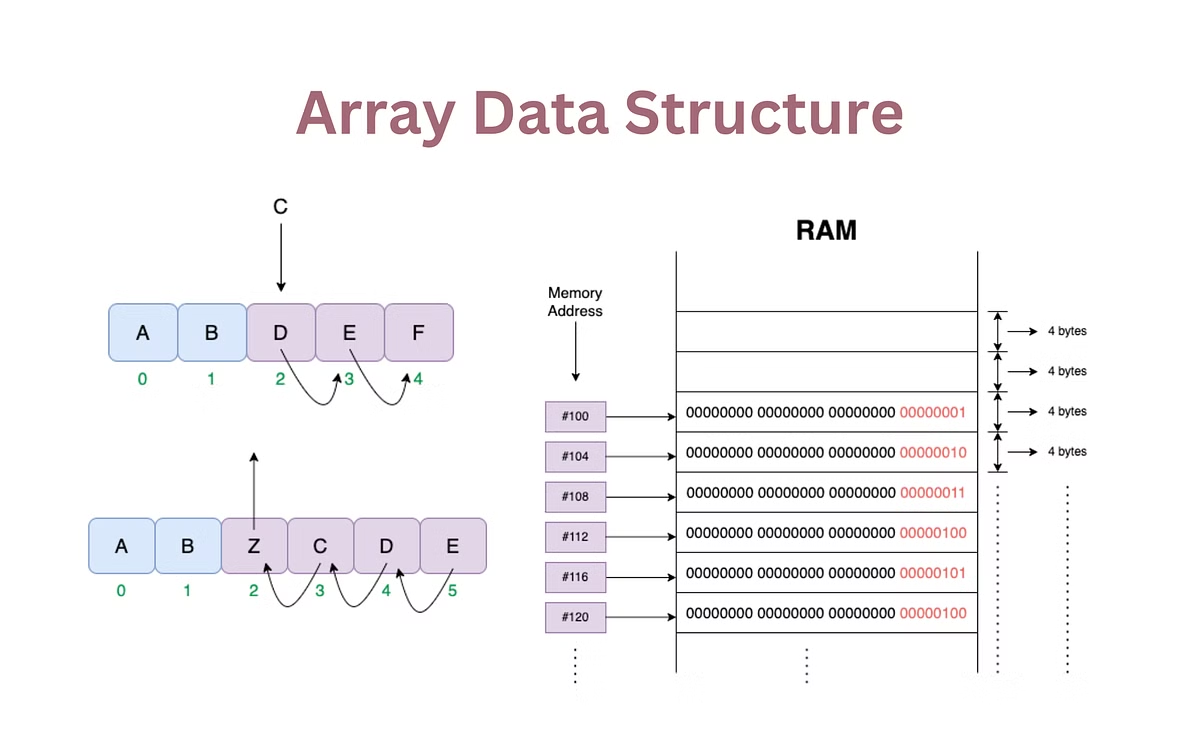 Array Data Structure
C
A B D E F
0 1 2 3 4
A B Z C D E
0 1 2 3 4 5
RAM
Memory
Address
4 bytes
4 bytes
#100 00000000 00000000 00000000 00000001 4 bytes
#104 00000000 00000000 00000000 00000010 4 bytes
#108 00000000 00000000 00000000 00000011
#112 00000000 00000000 00000000 00000100
#116 00000000 00000000 00000000 00000101
#120 00000000 00000000 00000000 00000100